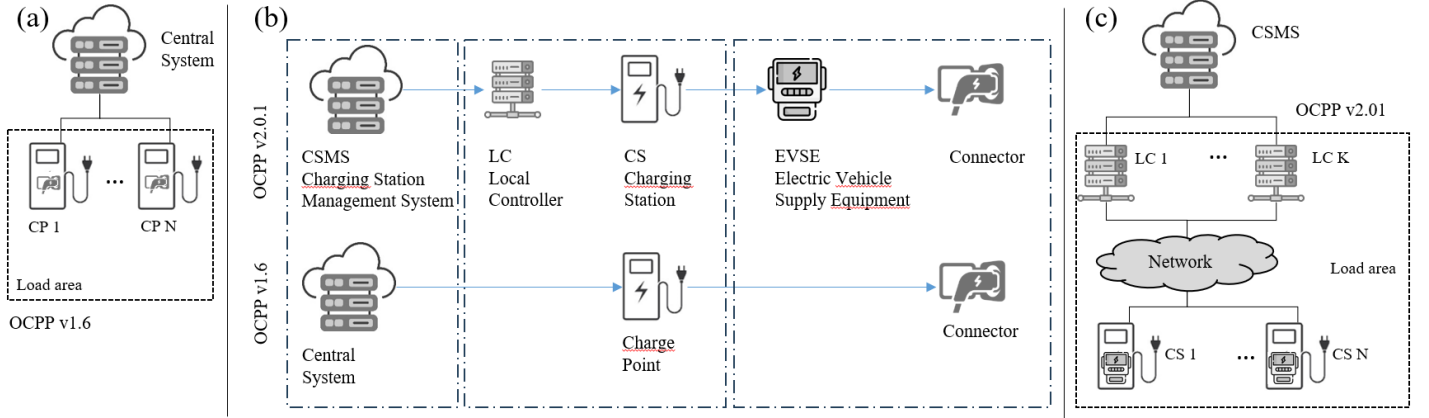 (a)
Central
System
CP 1
...
CP N
Load area
OCPP v1.6
(b)
OCPP v2.0.1
CSMS
Charging Station
Management System
LC
Local
Controller
CS
Charging
Station
EVSE
Electric Vehicle
Supply Equipment
Connector
OCPP v1.6
Central
System
Charge
Point
Connector
(c)
CSMS
OCPP v2.01
LC 1
...
LC K
Network
Load area
CS 1
...
CS N